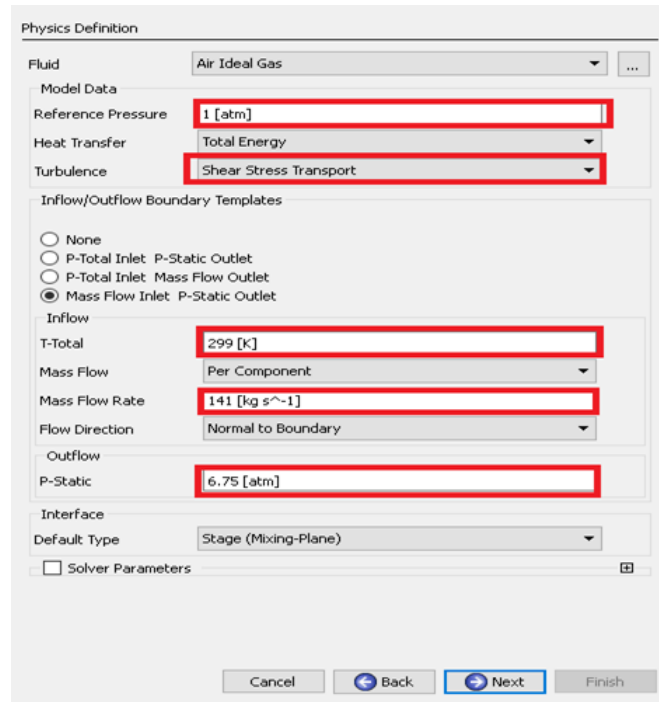 Physics Definition
Fluid Air Ideal Gas ...
Model Data
Reference Pressure 1 [atm]
Heat Transfer Total Energy
Turbulence Shear Stress Transport
Inflow/Outflow Boundary Templates
None
P-Total Inlet P-Static Outlet
P-Total Inlet Mass Flow Outlet
Mass Flow Inlet P-Static Outlet
Inflow
T-Total 299 [K]
Mass Flow Per Component
Mass Flow Rate 141 [kg s^-1]
Flow Direction Normal to Boundary
Outflow
P-Static 6.75 [atm]
Interface
Default Type Stage (Mixing-Plane)
Solver Parameters
Cancel Back Next Finish